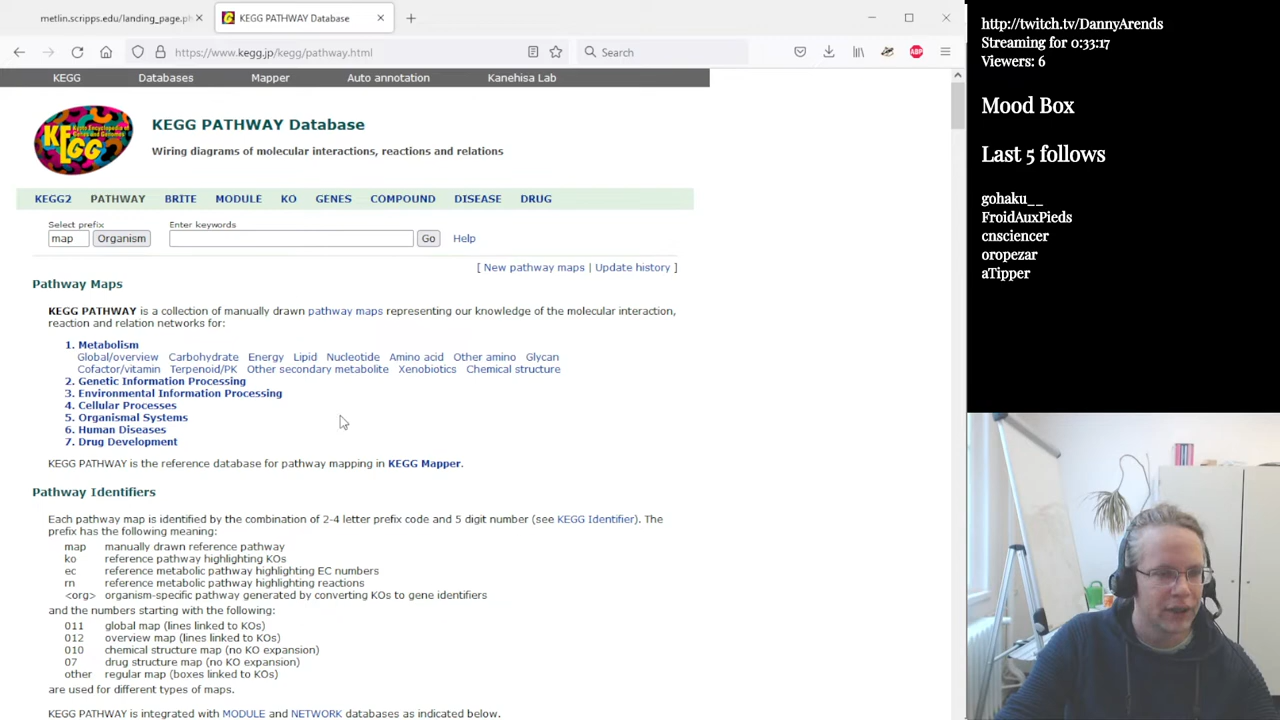 metlin.scripps.edu/landing_page.ph
KEGG PATHWAY Database
https://www.kegg.jp/kegg/pathway.html
Search
ABP
KEGG Databases Mapper Auto annotation Kanehisa Lab
KEGG
KEGG PATHWAY Database
Wiring diagrams of molecular interactions, reactions and relations
KEGG2 PATHWAY BRITE MODULE KO GENES COMPOUND DISEASE DRUG
Select prefix Enter keywords
map Organism Go Help
[ New pathway maps | Update history ]
Pathway Maps
KEGG PATHWAY is a collection of manually drawn pathway maps representing our knowledge of the molecular interaction,
reaction and relation networks for:
1. Metabolism
Global/overview Carbohydrate Energy Lipid Nucleotide Amino acid Other amino Glycan
Cofactor/vitamin Terpenoid/PK Other secondary metabolite Xenobiotics Chemical structure
2. Genetic Information Processing
3. Environmental Information Processing
4. Cellular Processes
5. Organismal Systems
6. Human Diseases
7. Drug Development
KEGG PATHWAY is the reference database for pathway mapping in KEGG Mapper.
Pathway Identifiers
Each pathway map is identified by the combination of 2-4 letter prefix code and 5 digit number (see KEGG Identifier). The
prefix has the following meaning:
map manually drawn reference pathway
ko reference pathway highlighting KOs
ec reference metabolic pathway highlighting EC numbers
rn reference metabolic pathway highlighting reactions
<org> organism-specific pathway generated by converting KOs to gene identifiers
and the numbers starting with the following:
011 global map (lines linked to KOs)
012 overview map (lines linked to KOs)
010 chemical structure map (no KO expansion)
07 drug structure map (no KO expansion)
other regular map (boxes linked to KOs)
are used for different types of maps.
KEGG PATHWAY is integrated with MODULE and NETWORK databases as indicated below.
http://twitch.tv/DannyArends
Streaming for 0:33:17
Viewers: 6
Mood Box
Last 5 follows
gohaku__
FroidAuxPieds
cnsciencer
oropezar
aTipper